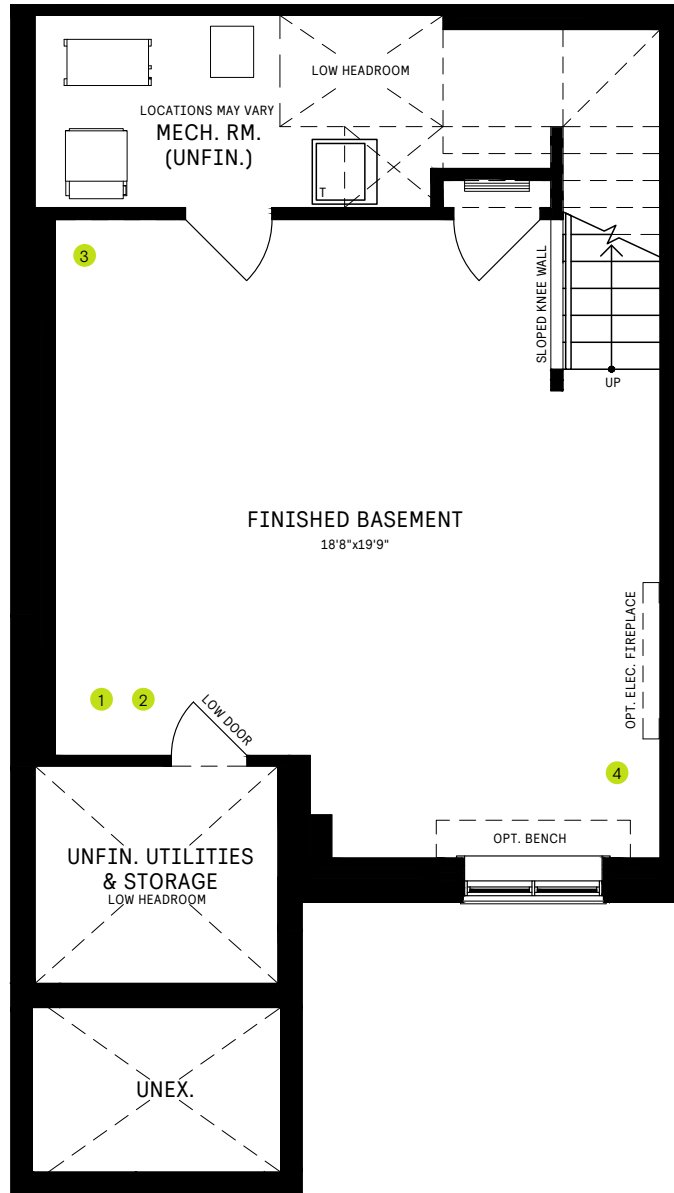 LOW HEADROOM
LOCATIONS MAY VARY
MECH. RM.
(UNFIN.)
T
3
SLOPED KNEE WALL
UP
FINISHED BASEMENT
18'8"x19'9"
OPT. ELEC. FIREPLACE
1
2
LOW DOOR
4
OPT. BENCH
UNFIN. UTILITIES
& STORAGE
LOW HEADROOM
UNEX.